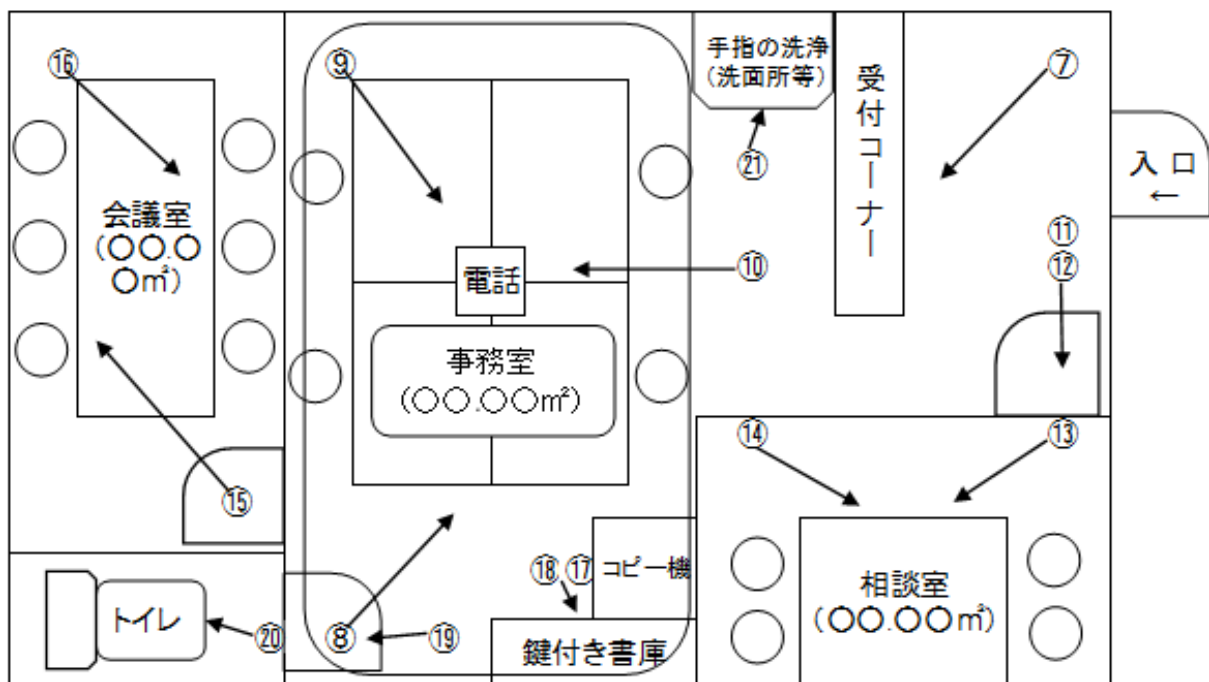 ⑯
⑨
手指の洗浄
(洗面所等)
⑦
受付コーナー
㉑
入口
←
会議室
(〇〇.〇
〇㎡)
電話
⑩
⑪
⑫
事務室
(〇〇.〇〇㎡)
⑭
⑬
⑮
⑱
⑰
コピー機
相談室
(〇〇.〇〇㎡)
トイレ
⑳
⑧
⑲
鍵付き書庫